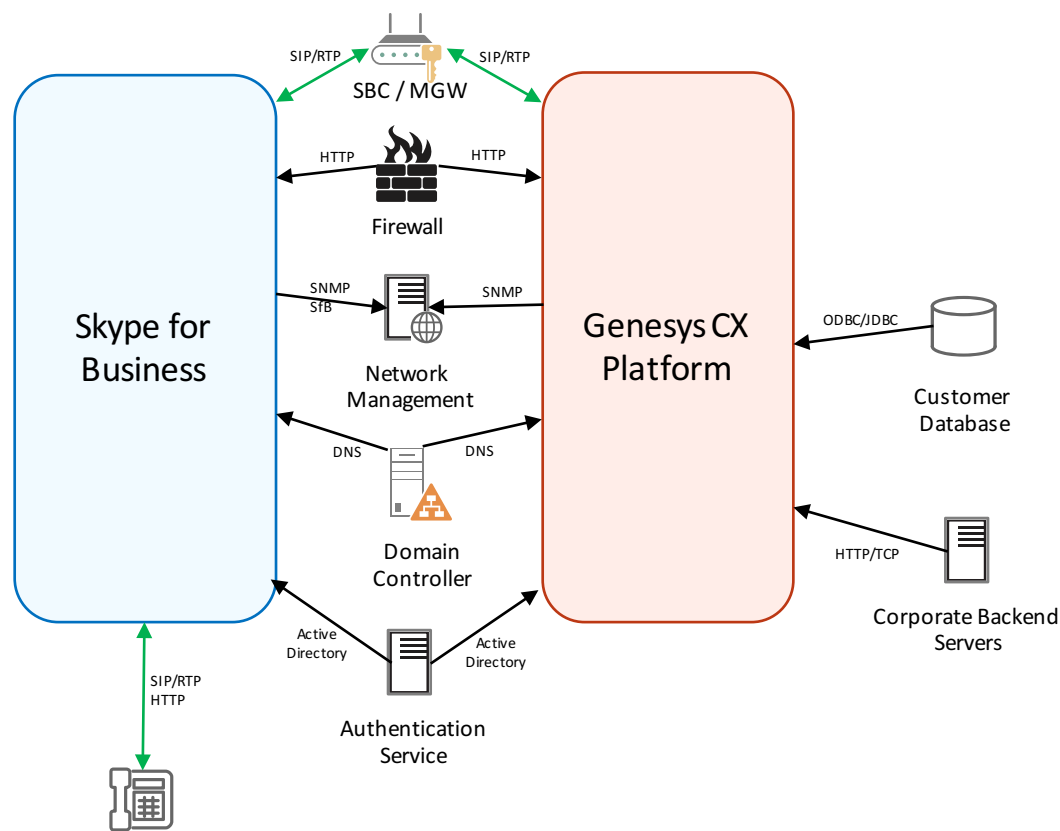 SIP/RTP
SIP/RTP
SBC / MGW
HTTP
HTTP
Firewall
SNMP
SfB
SNMP
Skype for
Business
Genesys CX
Platform
ODBC/JDBC
Network
Management
Customer
Database
DNS
DNS
Domain
Controller
HTTP/TCP
Corporate Backend
Servers
Active
Directory
Active
Directory
SIP/RTP
HTTP
Authentication
Service